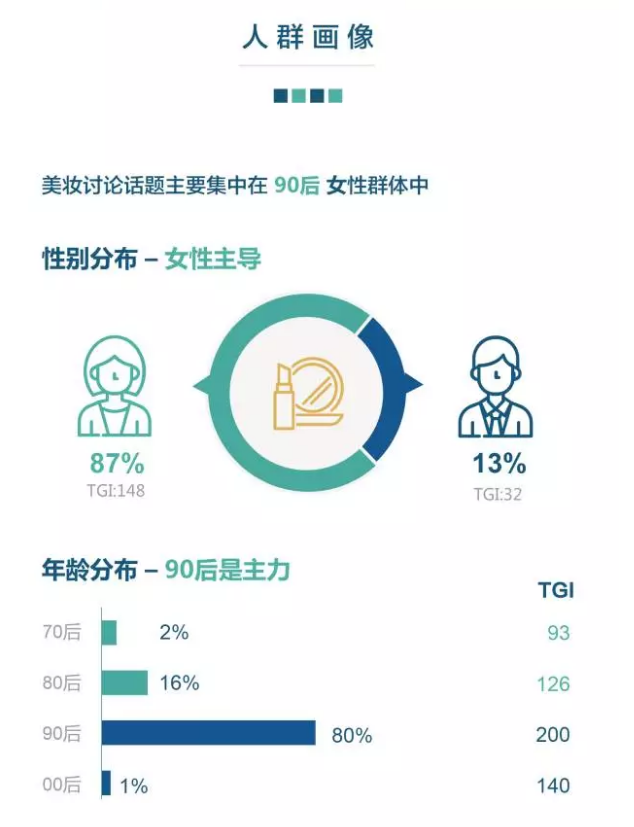 人群画像
美妆讨论话题主要集中在 90后 女性群体中
性别分布 – 女性主导
87%
TGI:148
13%
TGI:32
年龄分布 – 90后是主力
TGI
70后 2% 93
80后 16% 126
90后 80% 200
00后 1% 140